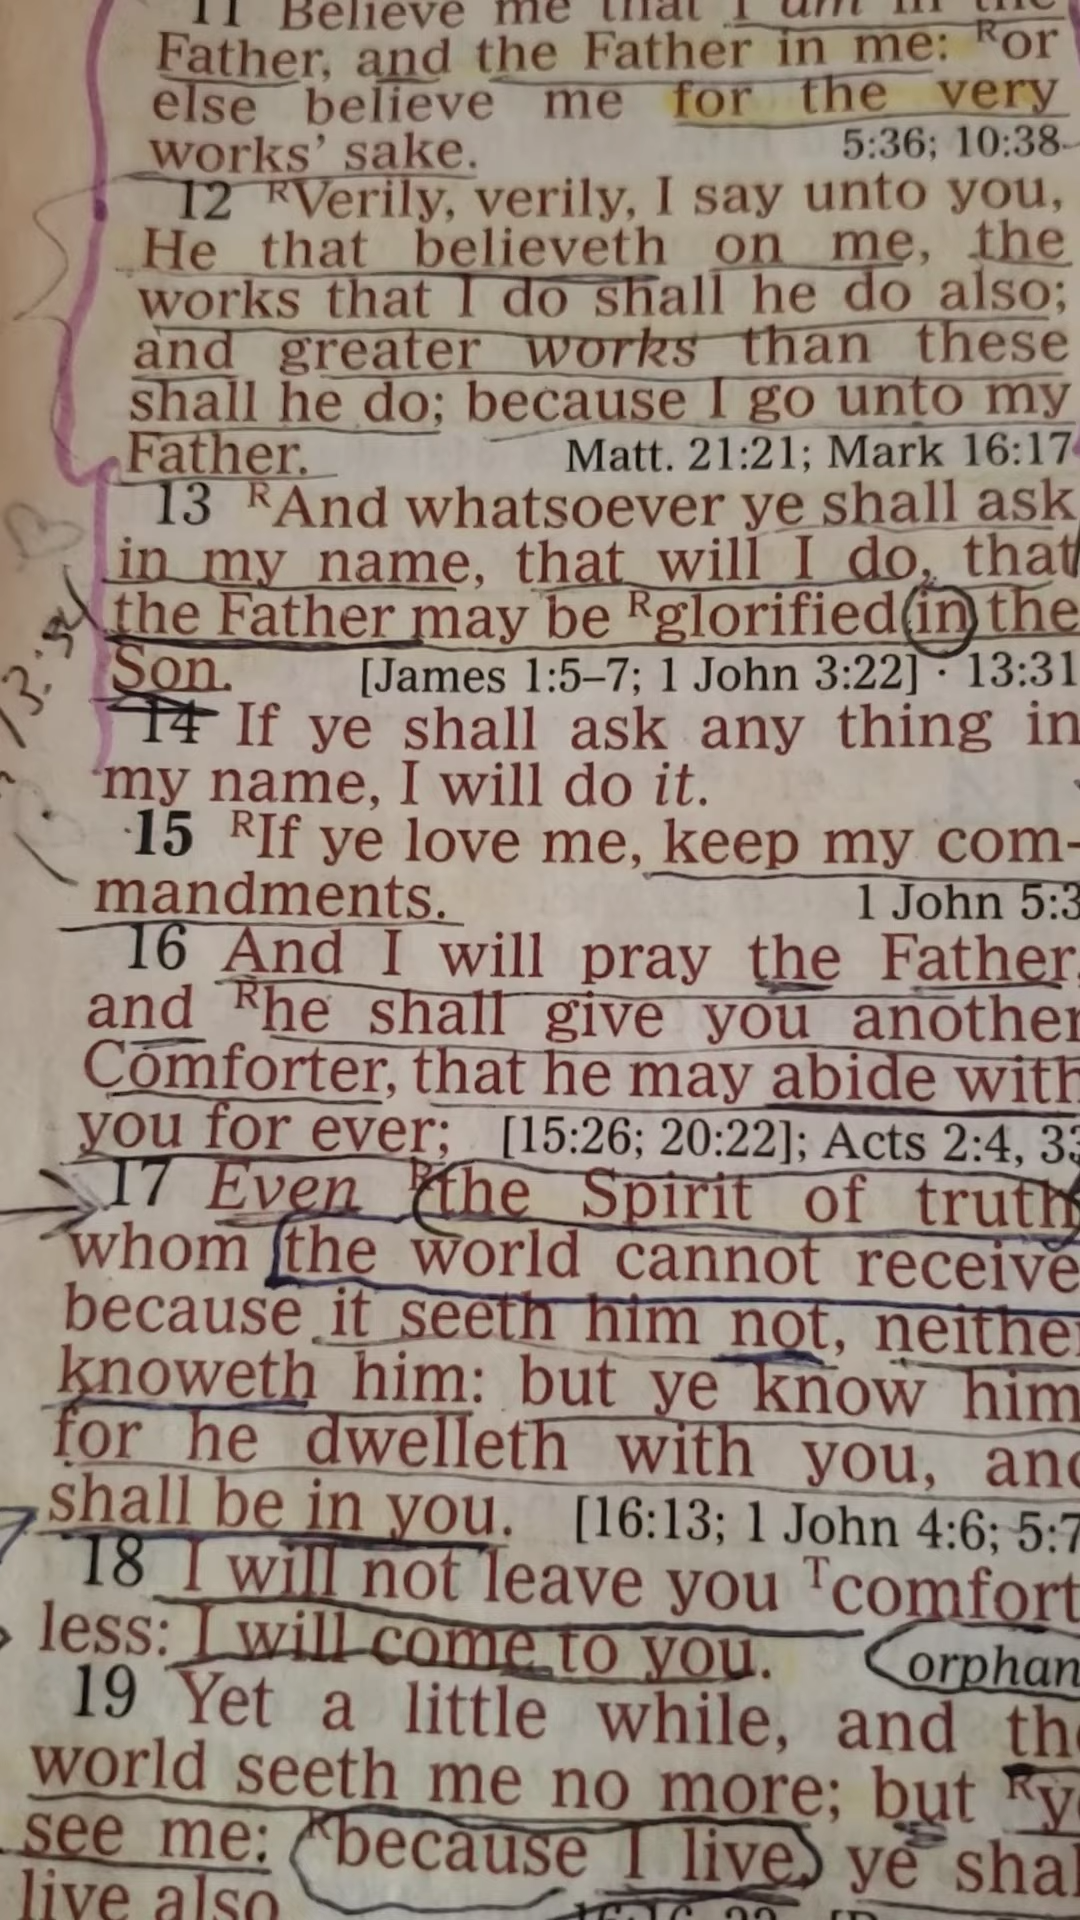 11 Believe me that I am in the
Father, and the Father in me: ᴿor
else believe me for the very
works’ sake. 5:36; 10:38
12 ᴿVerily, verily, I say unto you,
He that believeth on me, the
works that I do shall he do also;
and greater works than these
shall he do; because I go unto my
Father. Matt. 21:21; Mark 16:17
13 ᴿAnd whatsoever ye shall ask
in my name, that will I do, that
the Father may be ᴿglorified in the
Son. [James 1:5–7; 1 John 3:22] · 13:31
14 If ye shall ask any thing in
my name, I will do it.
15 ᴿIf ye love me, keep my com-
mandments. 1 John 5:3
16 And I will pray the Father,
and ᴿhe shall give you another
Comforter, that he may abide with
you for ever; [15:26; 20:22]; Acts 2:4, 33
17 Even ᴿthe Spirit of truth
whom the world cannot receive
because it seeth him not, neither
knoweth him: but ye know him
for he dwelleth with you, and
shall be in you. [16:13; 1 John 4:6; 5:7
18 I will not leave you ᵀcomfort
less: I will come to you. orphan
19 Yet a little while, and the
world seeth me no more; but ᴿy
see me: ᴿbecause I live, ye shal
live also